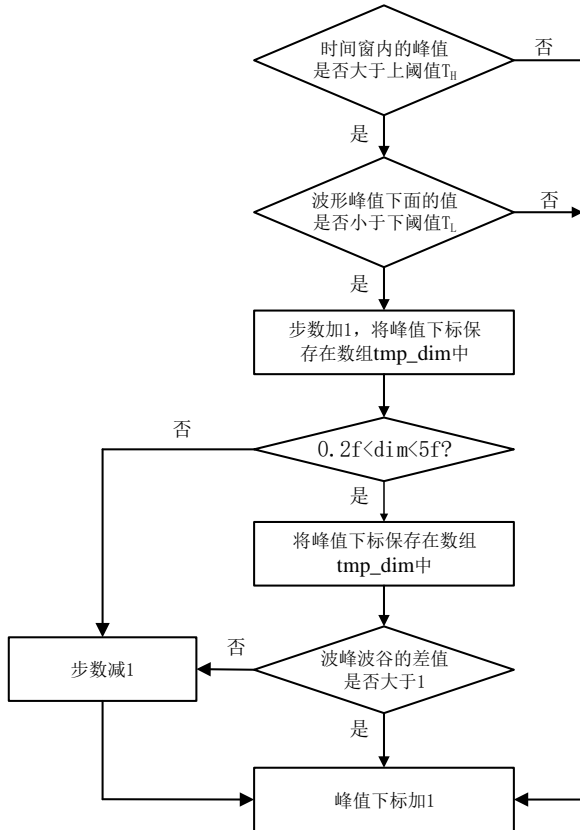 时间窗内的峰值
是否大于上阈值T_H
否
是
波形峰值下面的值
是否小于下阈值T_L
否
是
步数加1，将峰值下标保
存在数组tmp_dim中
否
0.2f<dim<5f?
是
将峰值下标保存在数组
tmp_dim中
步数减1
否
波峰波谷的差值
是否大于1
是
峰值下标加1